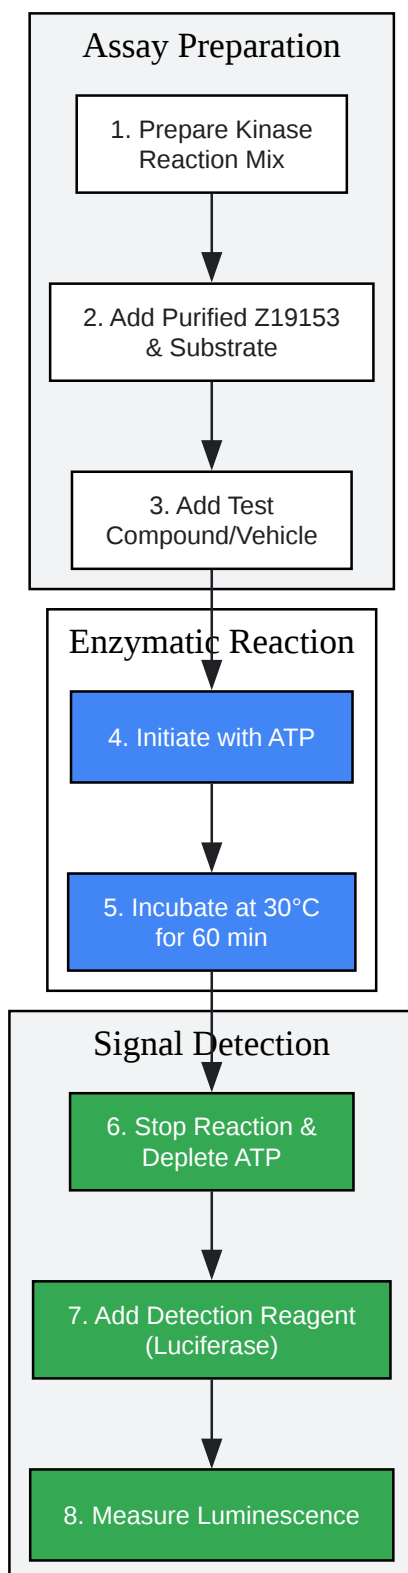 Assay Preparation
1. Prepare Kinase
Reaction Mix
2. Add Purified Z19153
& Substrate
3. Add Test
Compound/Vehicle
Enzymatic Reaction
4. Initiate with ATP
5. Incubate at 30°C
for 60 min
Signal Detection
6. Stop Reaction &
Deplete ATP
7. Add Detection Reagent
(Luciferase)
8. Measure Luminescence